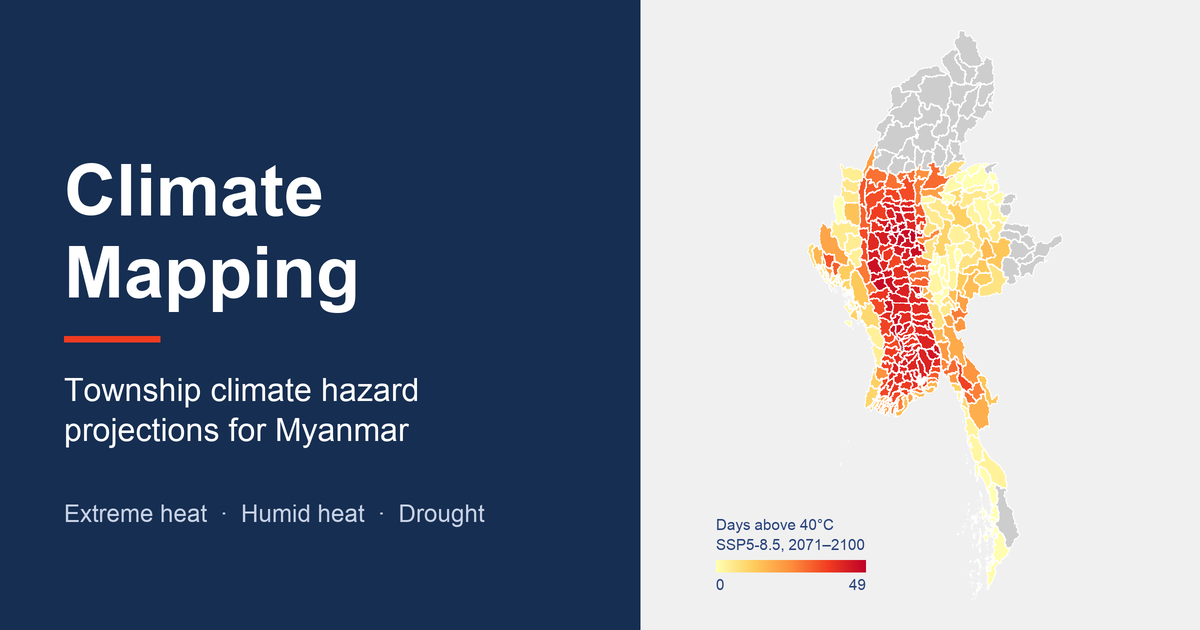 Climate
Mapping
Township climate hazard
projections for Myanmar
Extreme heat · Humid heat · Drought
Days above 40°C
SSP5-8.5, 2071–2100
0 49